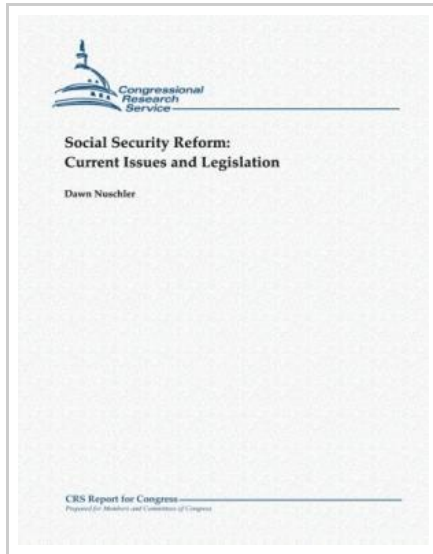 Congressional
Research
Service
Social Security Reform:
Current Issues and Legislation
Dawn Nuschler
CRS Report for Congress
Prepared for Members and Committees of Congress